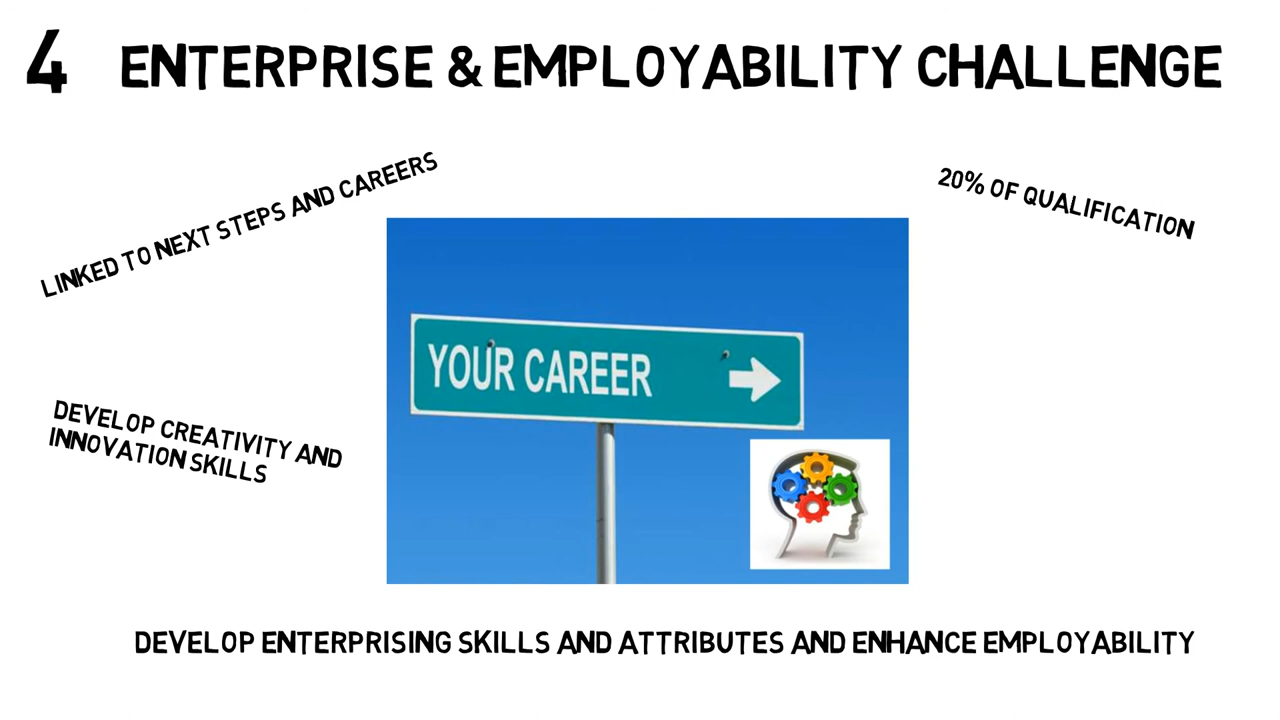 4 ENTERPRISE & EMPLOYABILITY CHALLENGE
LINKED TO NEXT STEPS AND CAREERS
20% OF QUALIFICATION
YOUR CAREER
DEVELOP CREATIVITY AND
INNOVATION SKILLS
DEVELOP ENTERPRISING SKILLS AND ATTRIBUTES AND ENHANCE EMPLOYABILITY